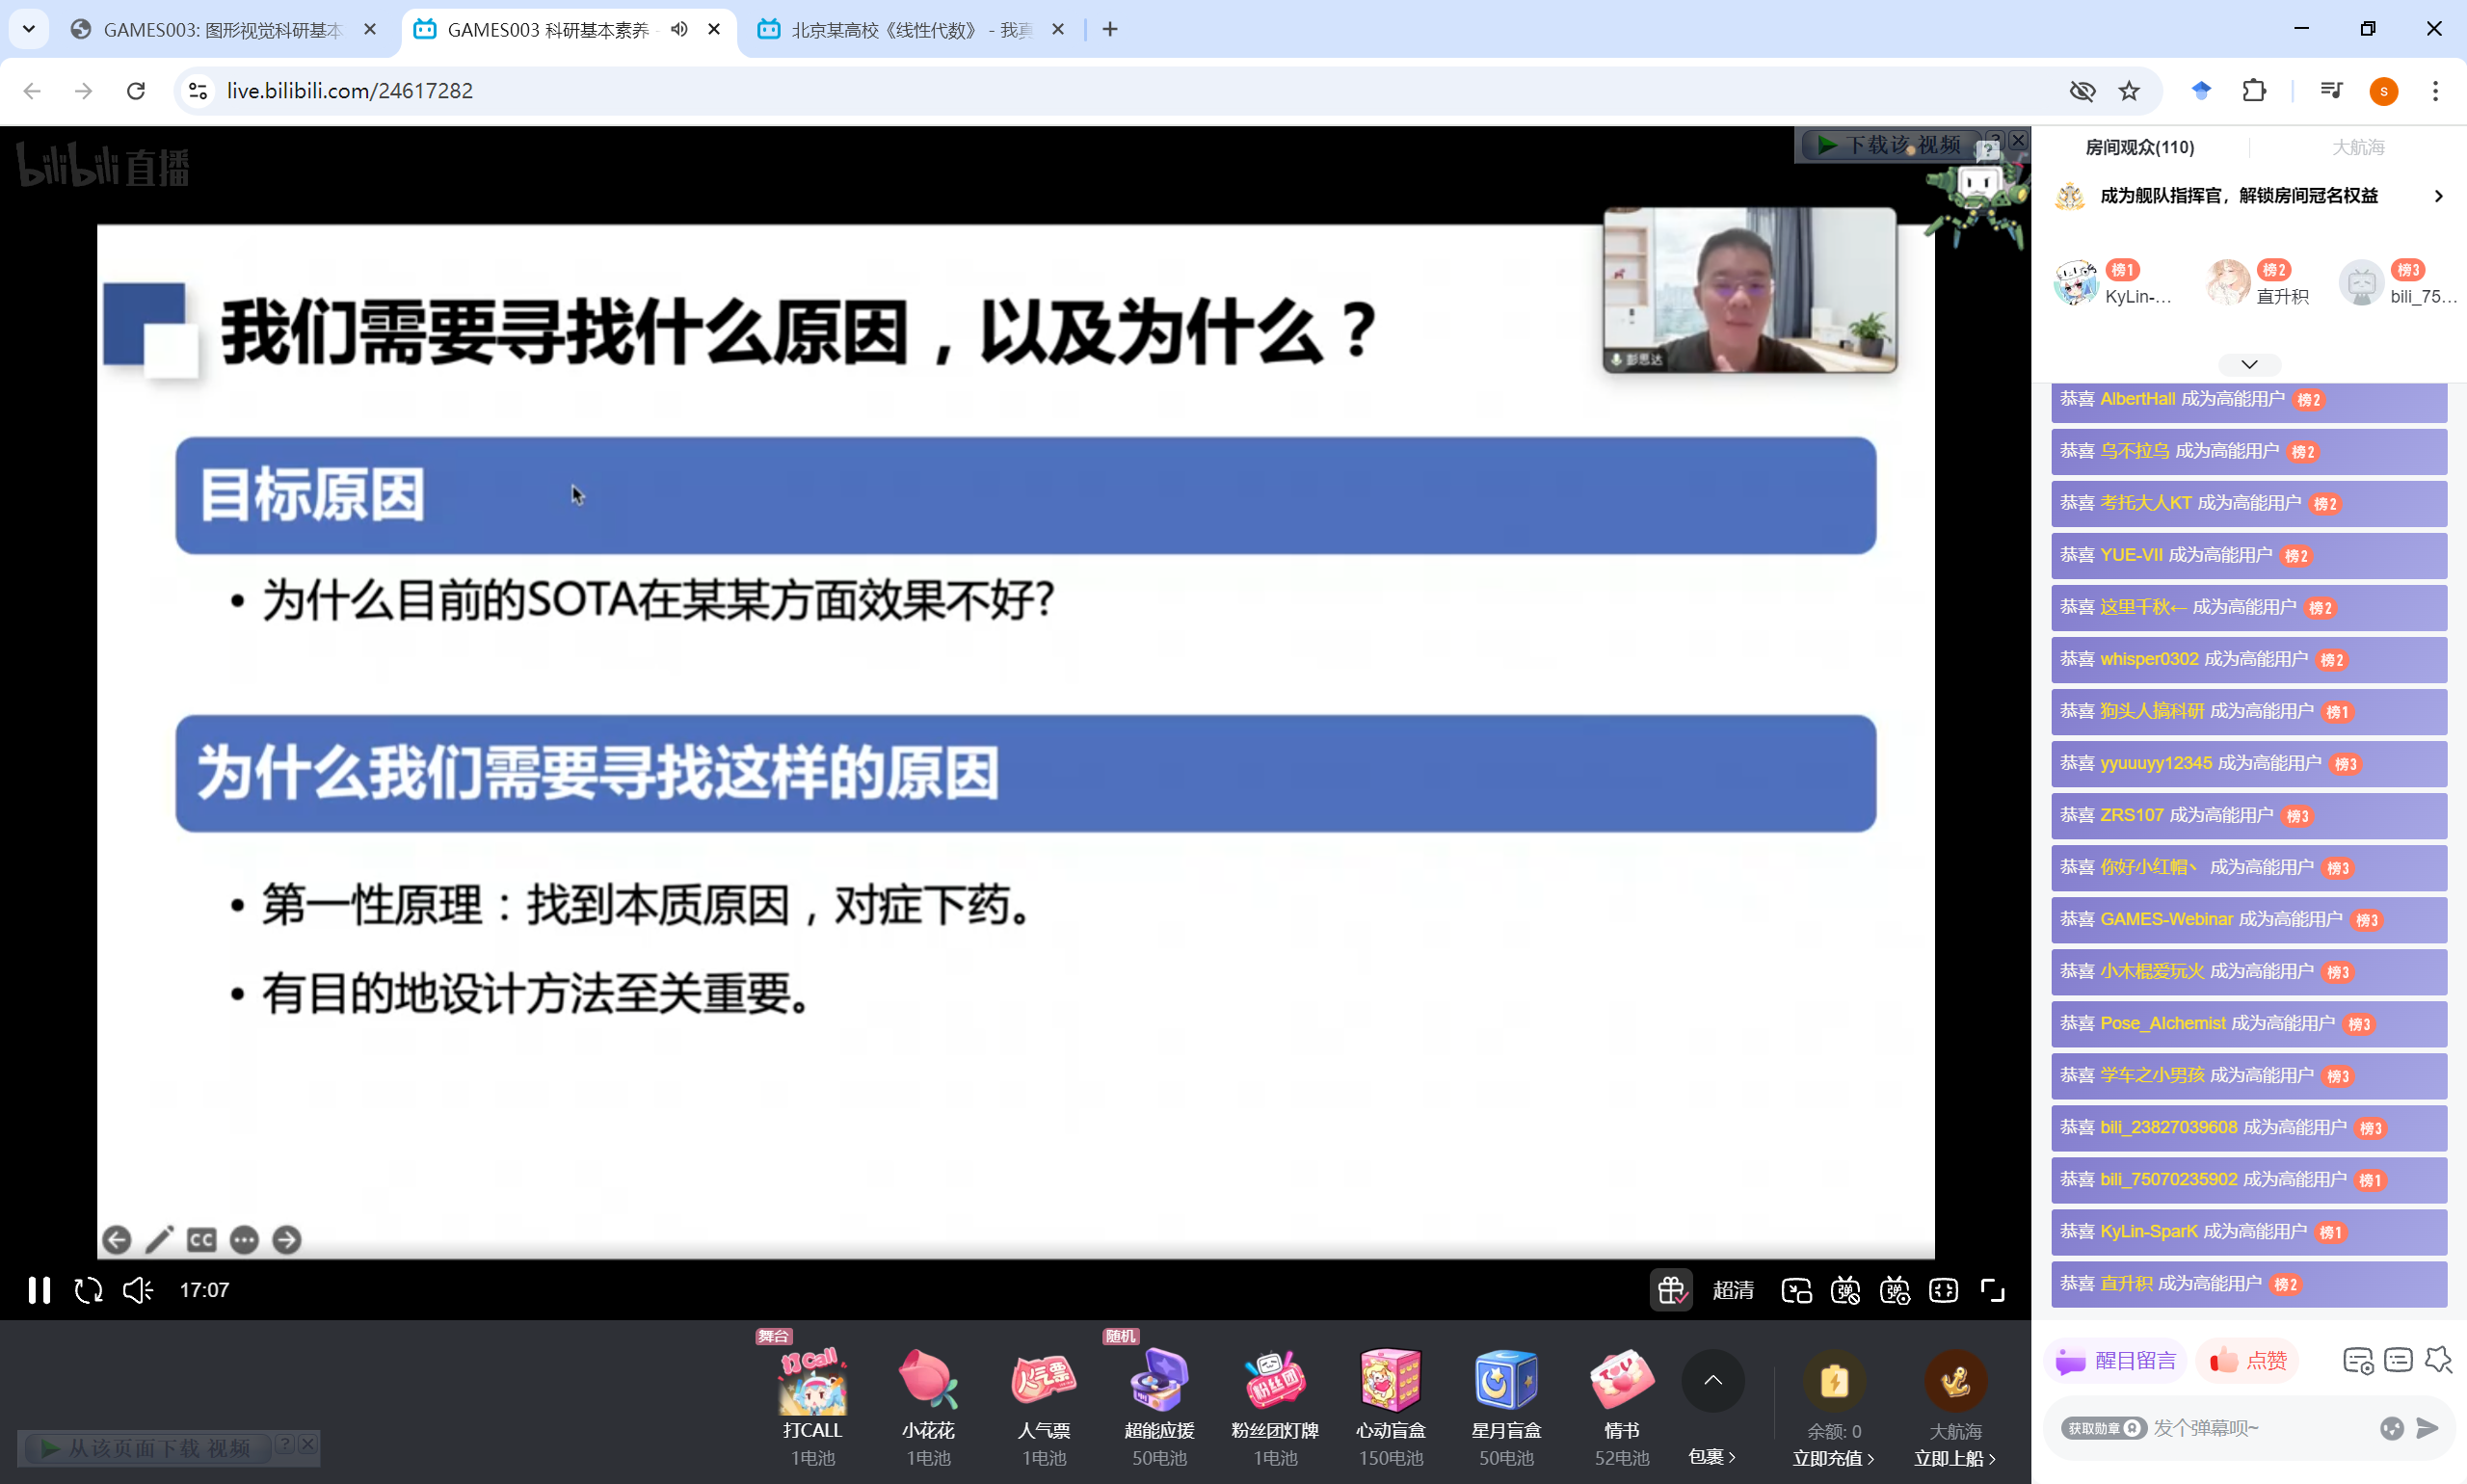 GAMES003: 图形视觉科研基本
GAMES003 科研基本素养 -
北京某高校《线性代数》 - 我真
live.bilibili.com/24617282
s
bilibili 直播
下载该 视频
?
我们需要寻找什么原因，以及为什么？
彭思达
目标原因
• 为什么目前的SOTA在某某方面效果不好?
为什么我们需要寻找这样的原因
• 第一性原理：找到本质原因，对症下药。
• 有目的地设计方法至关重要。
CC
17:07
超清
弹
弹
房间观众(110)
大航海
成为舰队指挥官，解锁房间冠名权益
榜1
KyLin-...
榜2
直升积
榜3
bili_75...
恭喜 AlbertHall 成为高能用户 榜2
恭喜 乌不拉乌 成为高能用户 榜2
恭喜 考托大人KT 成为高能用户 榜2
恭喜 YUE-VII 成为高能用户 榜2
恭喜 这里千秋← 成为高能用户 榜2
恭喜 whisper0302 成为高能用户 榜2
恭喜 狗头人搞科研 成为高能用户 榜1
恭喜 yyuuuyy12345 成为高能用户 榜3
恭喜 ZRS107 成为高能用户 榜3
恭喜 你好小红帽丶 成为高能用户 榜3
恭喜 GAMES-Webinar 成为高能用户 榜3
恭喜 小木棍爱玩火 成为高能用户 榜3
恭喜 Pose_Alchemist 成为高能用户 榜3
恭喜 学车之小男孩 成为高能用户 榜3
恭喜 bili_23827039608 成为高能用户 榜3
恭喜 bili_75070235902 成为高能用户 榜1
恭喜 KyLin-SparK 成为高能用户 榜1
恭喜 直升积 成为高能用户 榜2
醒目留言
点赞
获取勋章 发个弹幕呗~
从该页面下载 视频
?
舞台
打Call
打CALL
1电池
小花花
1电池
人气票
人气票
1电池
随机
超能应援
50电池
粉丝团
粉丝团灯牌
1电池
心动盲盒
150电池
星月盲盒
50电池
情书
52电池
包裹 >
余额: 0
立即充值 >
大航海
立即上船 >